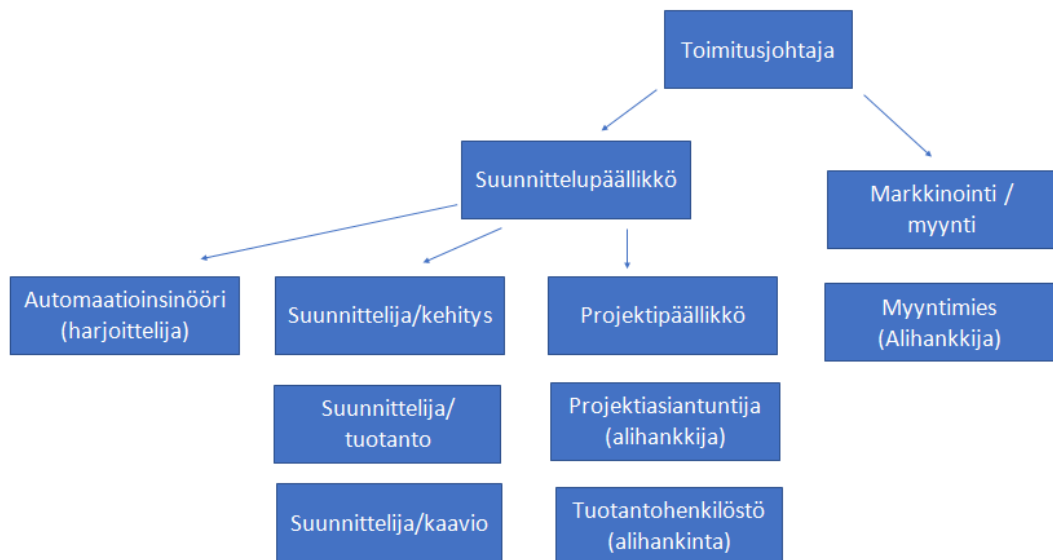 Toimitusjohtaja
Suunnittelupäällikkö
Markkinointi /
myynti
Automaatioinsinööri
(harjoittelija)
Suunnittelija/kehitys
Projektipäällikkö
Myyntimies
(Alihankkija)
Suunnittelija/
tuotanto
Projektiasiantuntija
(alihankkija)
Suunnittelija/kaavio
Tuotantohenkilöstö
(alihankinta)